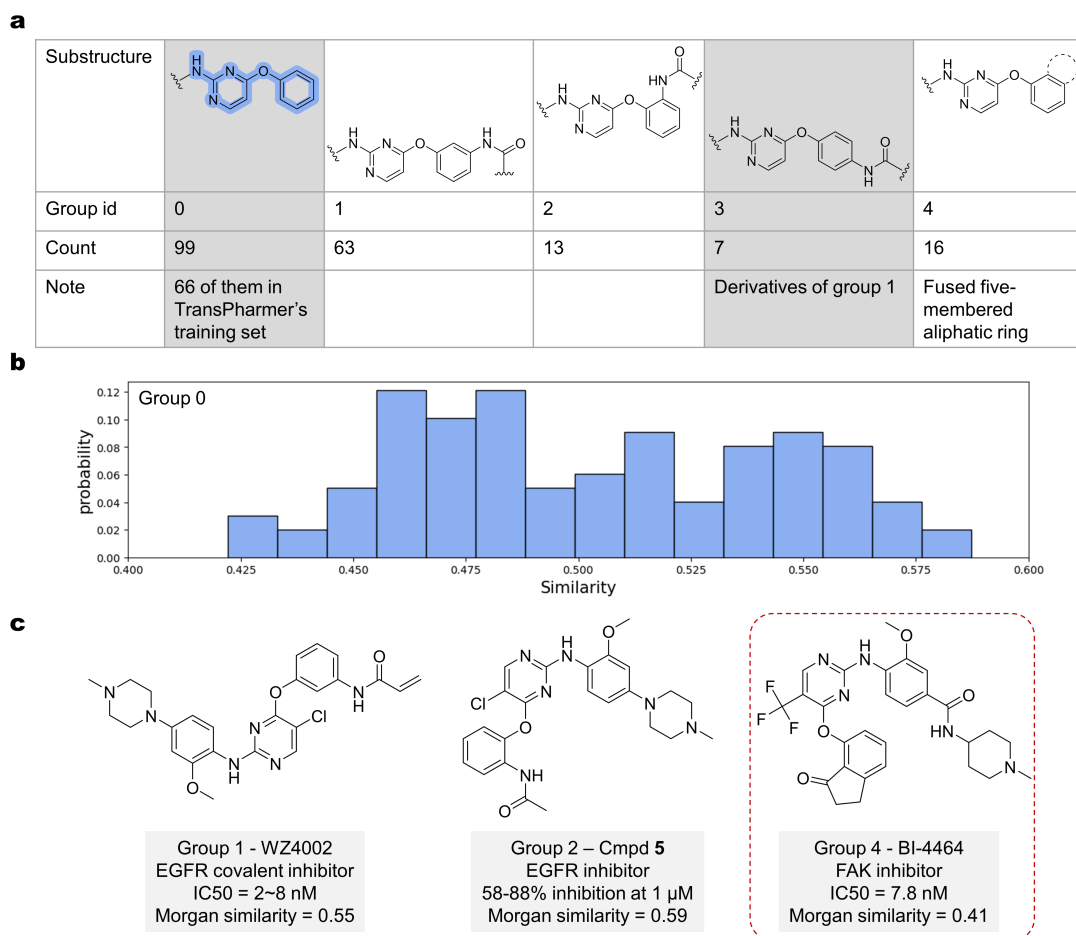 a
Substructure
H
N
N
N
O
H
N
N
N
O
NH
O
H
N
N
N
O
HN
O
H
N
N
N
O
N
H
O
H
N
N
N
O
Group id
0
1
2
3
4
Count
99
63
13
7
16
Note
66 of them in
TransPharmer's
training set
Derivatives of group 1
Fused five-
membered
aliphatic ring
b
Group 0
probability
0.12
0.10
0.08
0.06
0.04
0.02
0.00
0.400
0.425
0.450
0.475
0.500
0.525
0.550
0.575
0.600
Similarity
c
N
N
O
N
H
O
Cl
N
N
N
H
O
O
H
N
N
N
Cl
O
N
N
NH
O
O
H
N
N
N
F
F
F
O
O
O
N
H
N
Group 1 - WZ4002
EGFR covalent inhibitor
IC50 = 2~8 nM
Morgan similarity = 0.55
Group 2 – Cmpd 5
EGFR inhibitor
58-88% inhibition at 1 μM
Morgan similarity = 0.59
Group 4 - BI-4464
FAK inhibitor
IC50 = 7.8 nM
Morgan similarity = 0.41